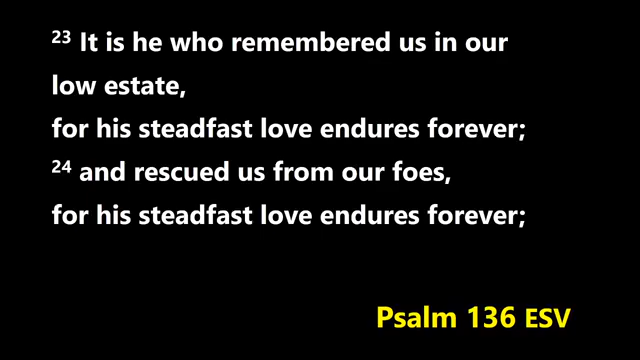 23 It is he who remembered us in our
low estate,
for his steadfast love endures forever;
24 and rescued us from our foes,
for his steadfast love endures forever;
Psalm 136 ESV